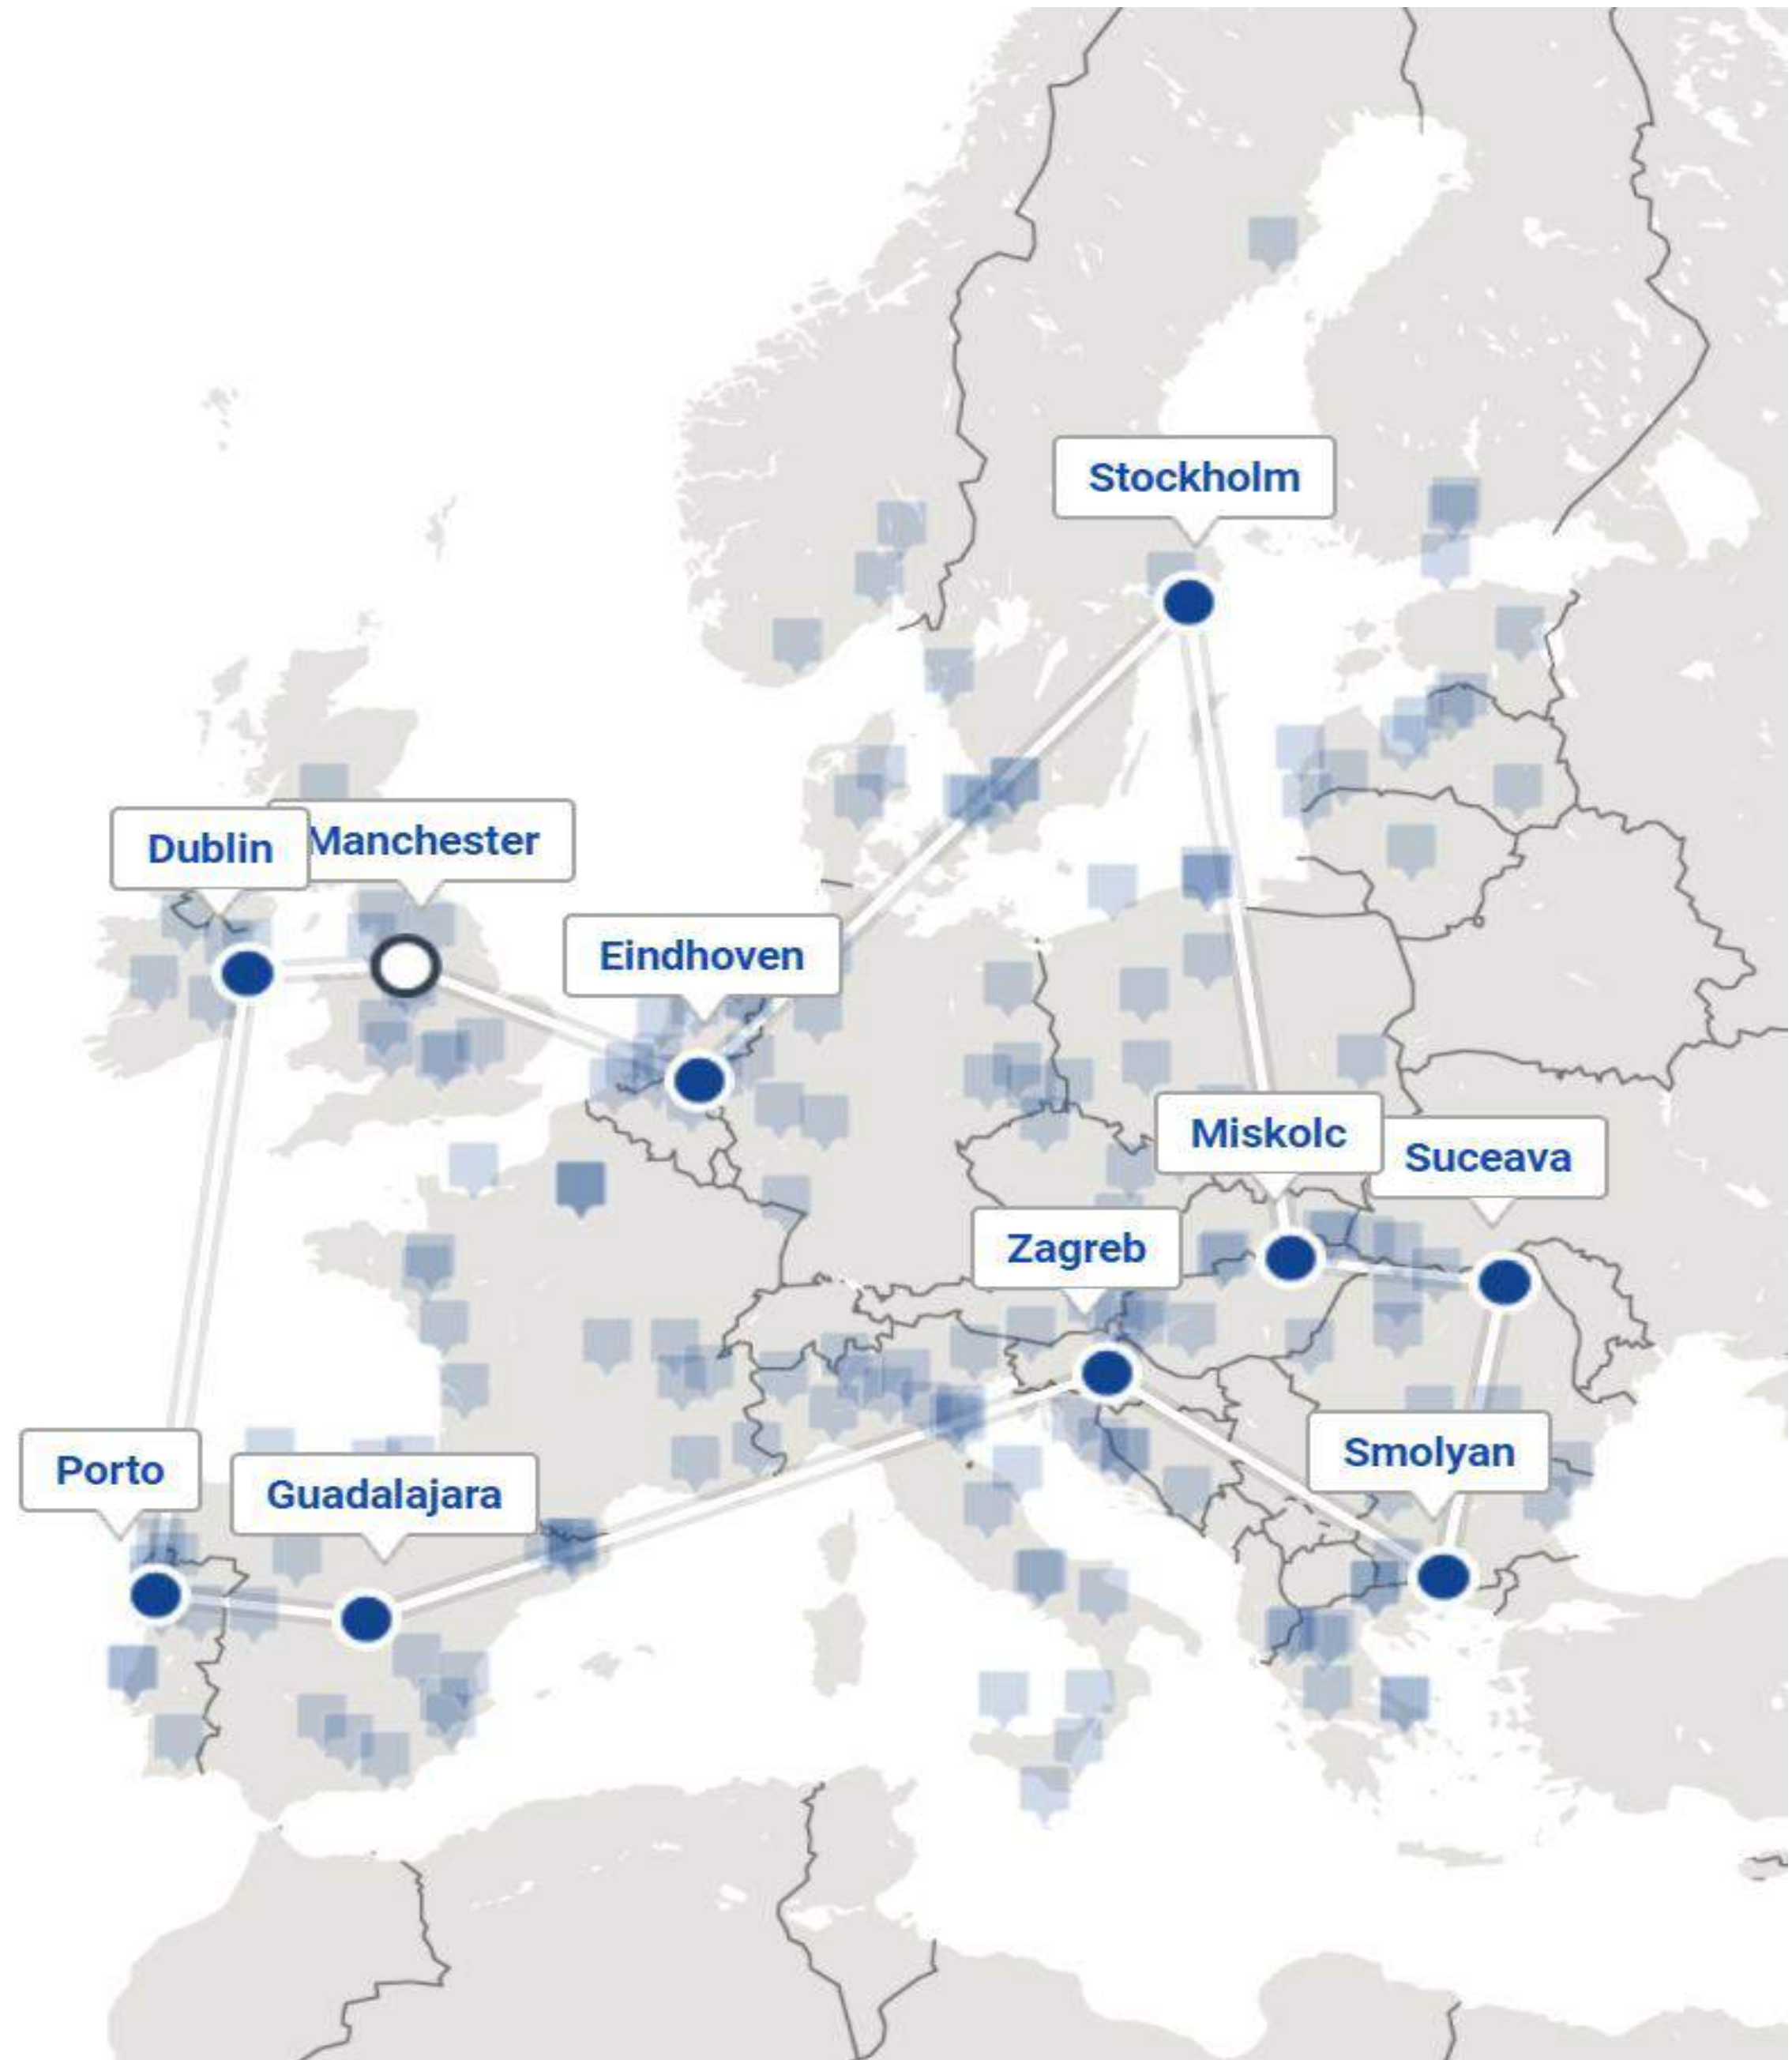 Stockholm
Dublin
Manchester
Eindhoven
Miskolc
Suceava
Zagreb
Porto
Guadalajara
Smolyan